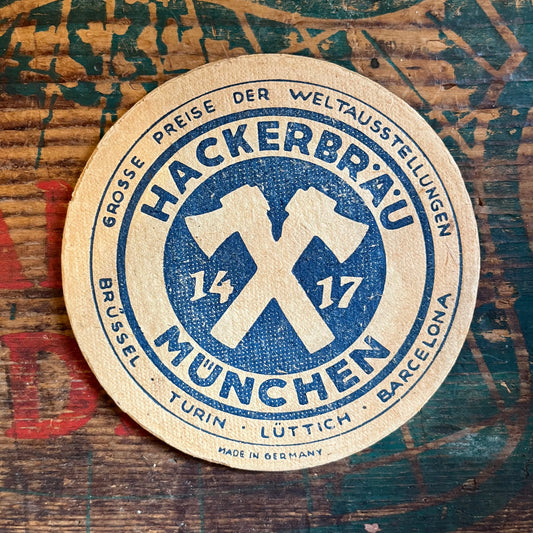 GROSSE PREISE DER WELTAUSSTELLUNGEN
HACKERBRÄU
14 17
MÜNCHEN
BRÜSSEL · TURIN · LÜTTICH · BARCELONA
MADE IN GERMANY